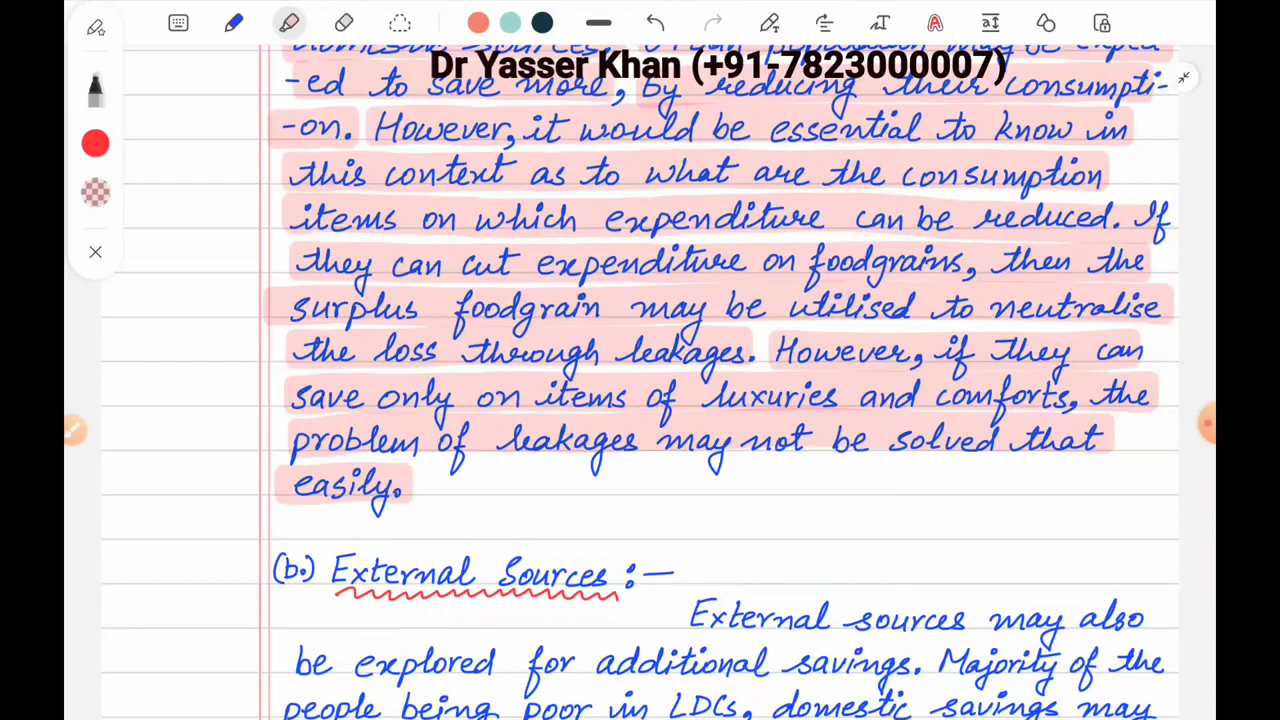 Dr Yasser Khan (+91-7823000007)
-ed to save more, by reducing their consumpti-
-on. However, it would be essential to know in
this context as to what are the consumption
items on which expenditure can be reduced. If
they can cut expenditure on foodgrains, then the
surplus foodgrain may be utilised to neutralise
the loss through leakages. However, if they can
save only on items of luxuries and comforts, the
problem of leakages may not be solved that
easily.
(b.) External Sources :—
External sources may also
be explored for additional savings. Majority of the
people being poor in LDCs, domestic savings may